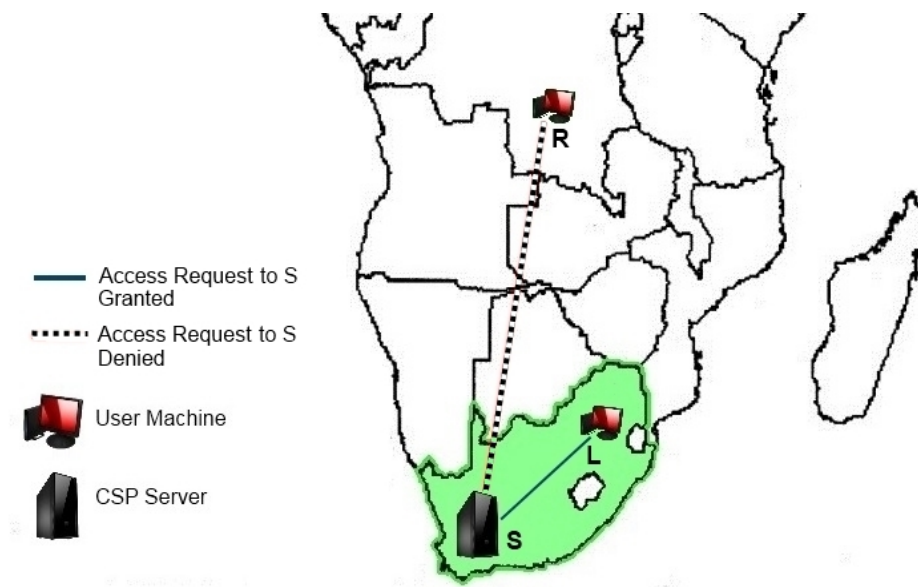 R
Access Request to S
Granted
Access Request to S
Denied
User Machine
L
CSP Server
S